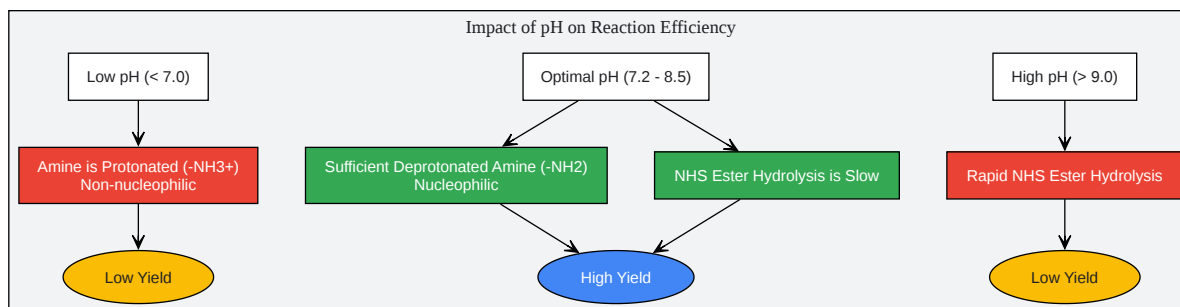 Impact of pH on Reaction Efficiency
Low pH (< 7.0)
Optimal pH (7.2 - 8.5)
High pH (> 9.0)
Amine is Protonated (-NH3+)
Non-nucleophilic
Sufficient Deprotonated Amine (-NH2)
Nucleophilic
NHS Ester Hydrolysis is Slow
Rapid NHS Ester Hydrolysis
Low Yield
High Yield
Low Yield